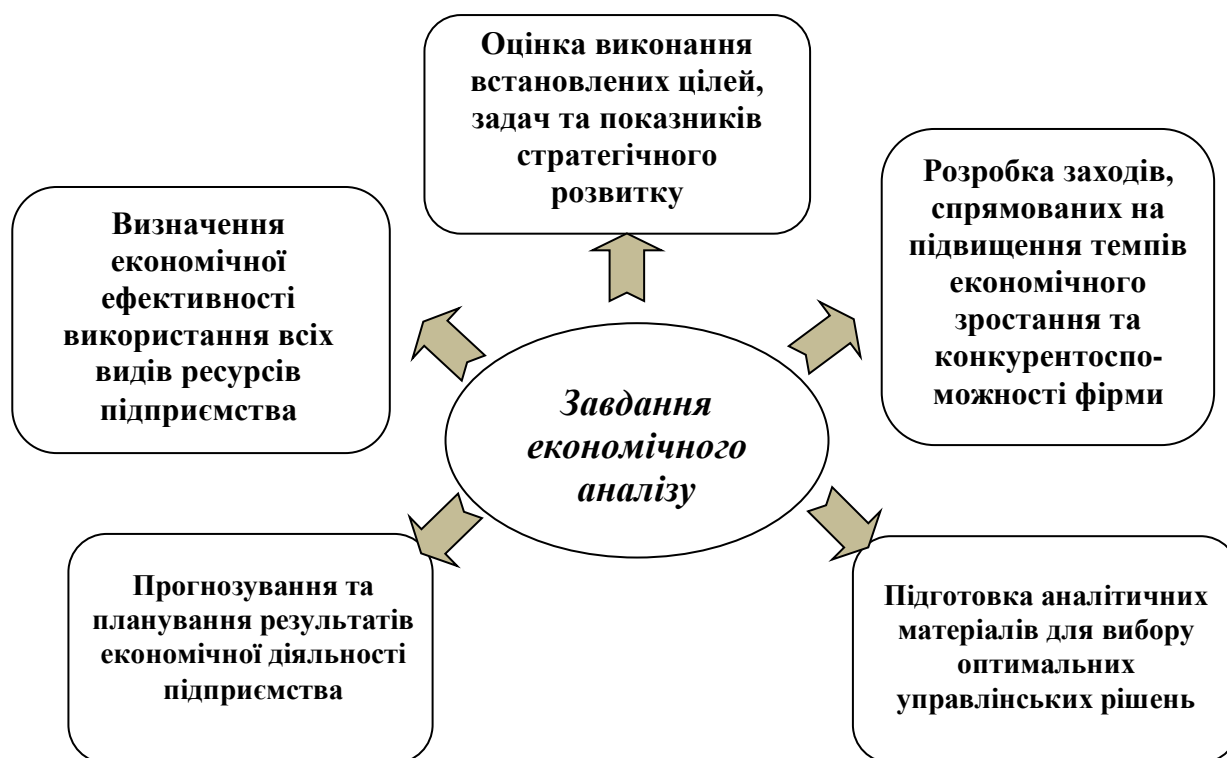 Оцінка виконання
встановлених цілей,
задач та показників
стратегічного
розвитку
Визначення
економічної
ефективності
використання всіх
видів ресурсів
підприємства
Розробка заходів,
спрямованих на
підвищення темпів
економічного
зростання та
конкурентоспо-
можності фірми
Завдання
економічного
аналізу
Прогнозування та
планування результатів
економічної діяльності
підприємства
Підготовка аналітичних
матеріалів для вибору
оптимальних
управлінських рішень